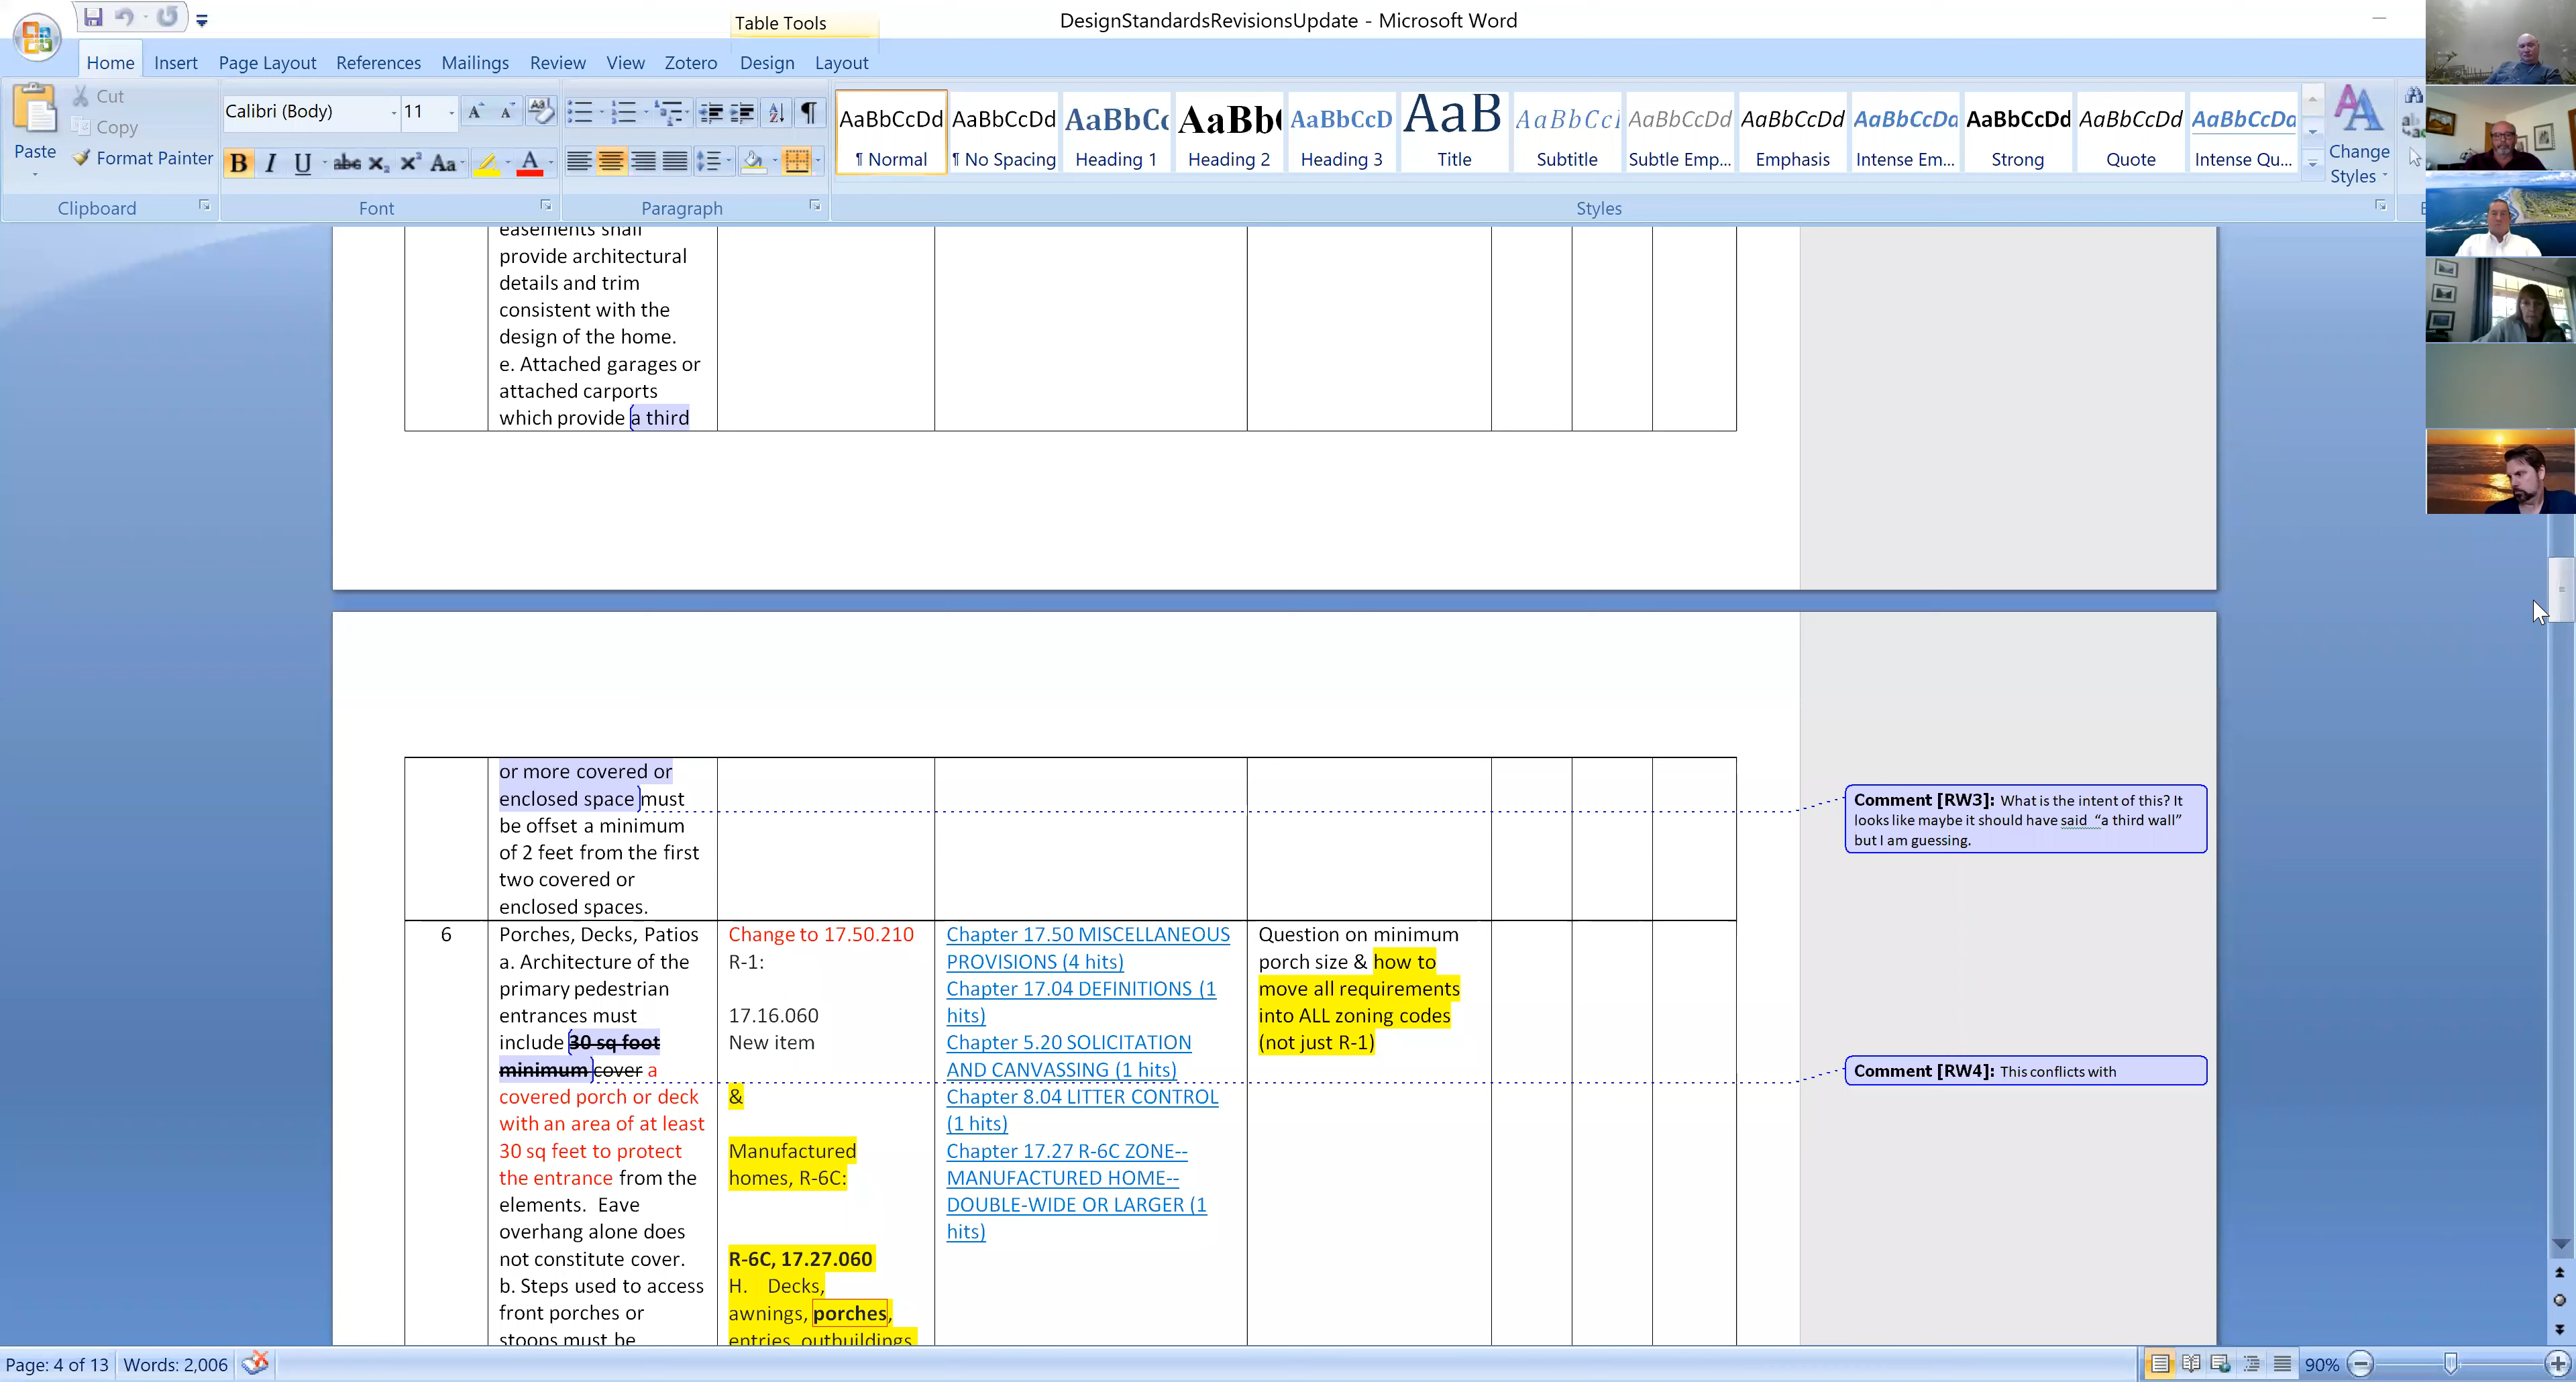 Table Tools
DesignStandardsRevisionsUpdate - Microsoft Word
Home Insert Page Layout References Mailings Review View Zotero Design Layout
Paste
Cut
Copy
Format Painter
Clipboard
Calibri (Body) 11
B I U abc X₂ X² Aa A
Font
Paragraph
AaBbCcDd AaBbCcDd AaBbCc AaBb AaBbCcD AaB AaBbCc AaBbCcDd AaBbCcDd AaBbCcDd AaBbCcDd AaBbCcDd AaBbCcDd
¶ Normal ¶ No Spacing Heading 1 Heading 2 Heading 3 Title Subtitle Subtle Emp... Emphasis Intense Em... Strong Quote Intense Qu...
Change
Styles
Styles
easements shall
provide architectural
details and trim
consistent with the
design of the home.
e. Attached garages or
attached carports
which provide a third
or more covered or
enclosed space must
be offset a minimum
of 2 feet from the first
two covered or
enclosed spaces.
Comment [RW3]: What is the intent of this? It
looks like maybe it should have said "a third wall"
but I am guessing.
6
Porches, Decks, Patios
a. Architecture of the
primary pedestrian
entrances must
include 30 sq foot
minimum cover a
covered porch or deck
with an area of at least
30 sq feet to protect
the entrance from the
elements. Eave
overhang alone does
not constitute cover.
b. Steps used to access
front porches or
stoops must be
Change to 17.50.210
R-1:
17.16.060
New item
&
Manufactured
homes, R-6C:
R-6C, 17.27.060
H. Decks,
awnings, porches,
entries, outbuildings
Chapter 17.50 MISCELLANEOUS
PROVISIONS (4 hits)
Chapter 17.04 DEFINITIONS (1
hits)
Chapter 5.20 SOLICITATION
AND CANVASSING (1 hits)
Chapter 8.04 LITTER CONTROL
(1 hits)
Chapter 17.27 R-6C ZONE--
MANUFACTURED HOME--
DOUBLE-WIDE OR LARGER (1
hits)
Question on minimum
porch size & how to
move all requirements
into ALL zoning codes
(not just R-1)
Comment [RW4]: This conflicts with
Page: 4 of 13 Words: 2,006
90%